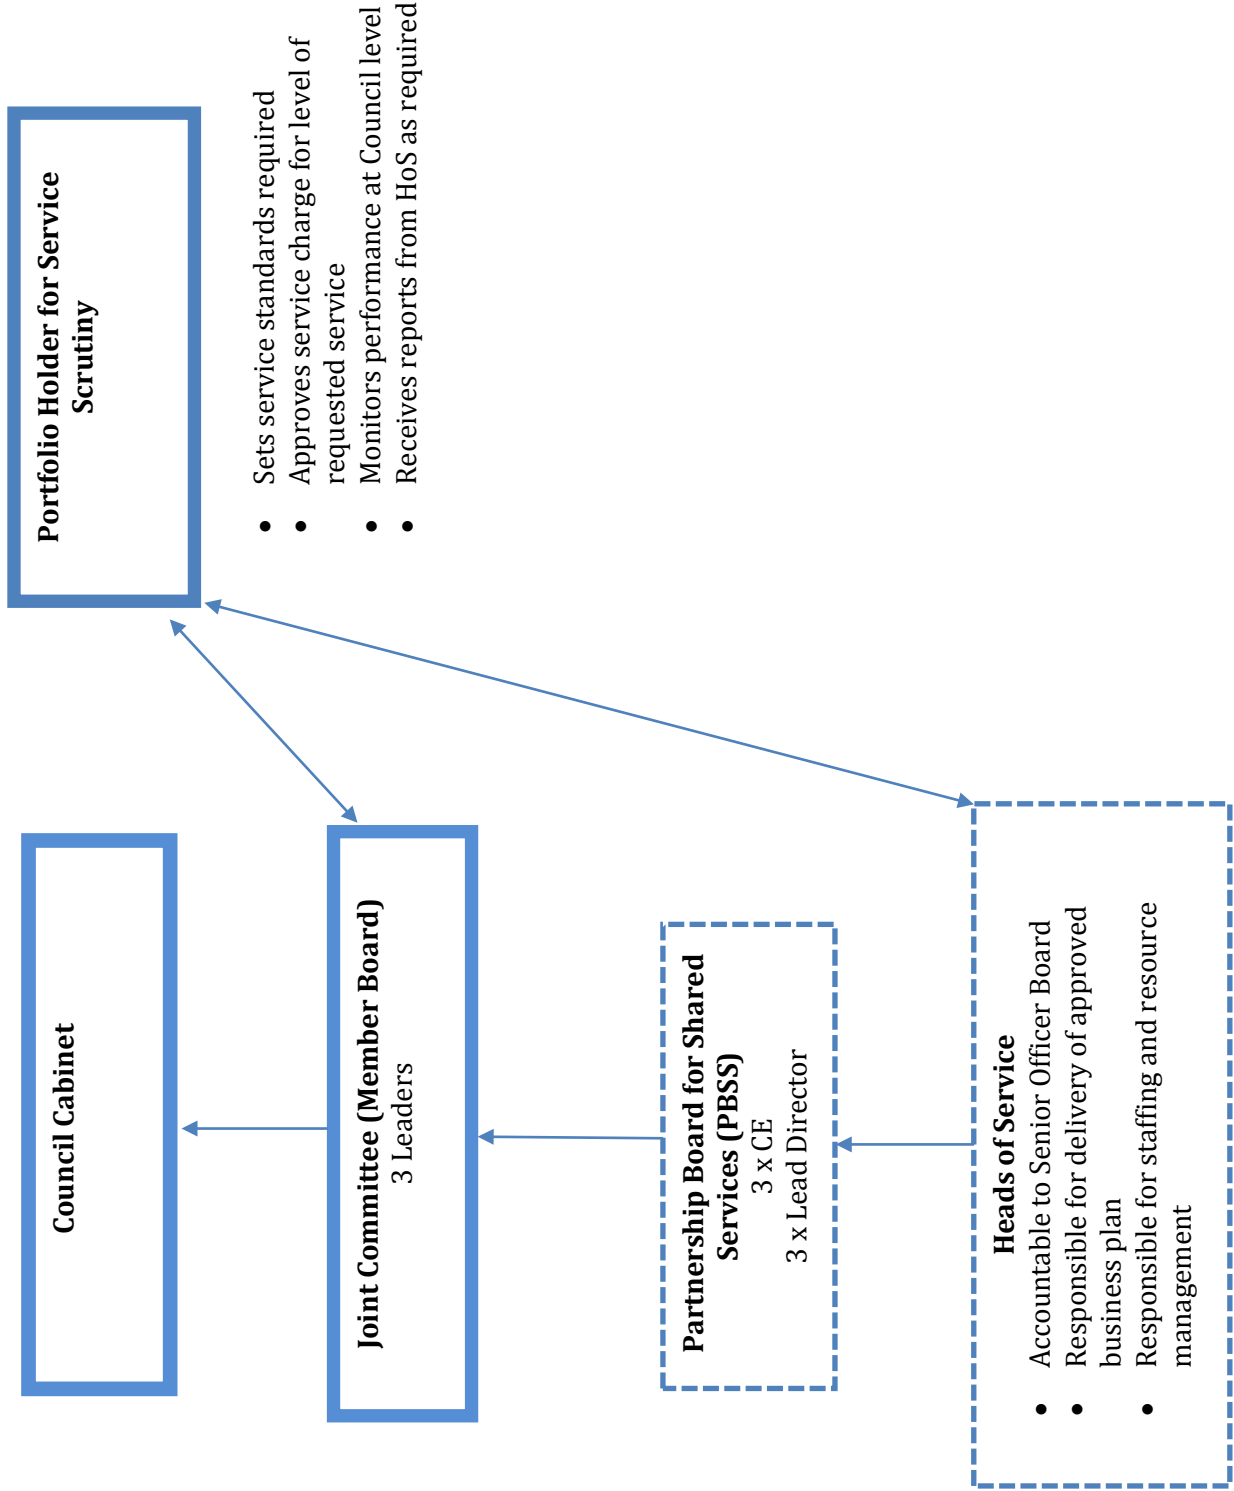 Council Cabinet
Joint Committee (Member Board)
3 Leaders
Partnership Board for Shared
Services (PBSS)
3 x CE
3 x Lead Director
Heads of Service
• Accountable to Senior Officer Board
• Responsible for delivery of approved
business plan
• Responsible for staffing and resource
management
Portfolio Holder for Service
Scrutiny
• Sets service standards required
• Approves service charge for level of
requested service
• Monitors performance at Council level
• Receives reports from HoS as required